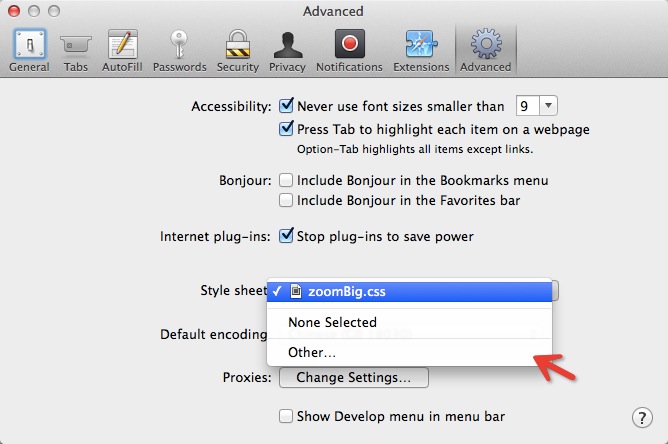 Advanced
General Tabs AutoFill Passwords Security Privacy Notifications Extensions Advanced
Accessibility: Never use font sizes smaller than 9
Press Tab to highlight each item on a webpage
Option-Tab highlights all items except links.
Bonjour: Include Bonjour in the Bookmarks menu
Include Bonjour in the Favorites bar
Internet plug-ins: Stop plug-ins to save power
Style sheet ✓ zoomBig.css
None Selected
Default encoding
Other...
Proxies: Change Settings...
Show Develop menu in menu bar
?